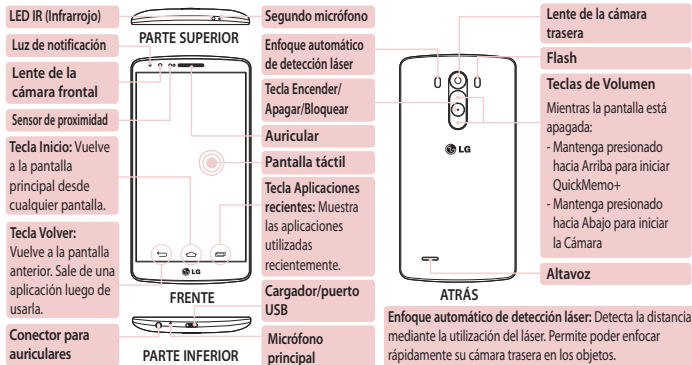 LED IR (Infrarrojo)
Luz de notificación
Lente de la
cámara frontal
Sensor de proximidad
Tecla Inicio: Vuelve
a la pantalla
principal desde
cualquier pantalla.
Tecla Volver:
Vuelve a la pantalla
anterior. Sale de una
aplicación luego de
usarla.
Conector para
auriculares
PARTE SUPERIOR
LG
FRENTE
PARTE INFERIOR
Segundo micrófono
Enfoque automático
de detección láser
Tecla Encender/
Apagar/Bloquear
Auricular
Pantalla táctil
Tecla Aplicaciones
recientes: Muestra
las aplicaciones
utilizadas
recientemente.
Cargador/puerto
USB
Micrófono
principal
LG
ATRÁS
Lente de la cámara
trasera
Flash
Teclas de Volumen
Mientras la pantalla está
apagada:
- Mantenga presionado
hacia Arriba para iniciar
QuickMemo+
- Mantenga presionado
hacia Abajo para iniciar
la Cámara
Altavoz
Enfoque automático de detección láser: Detecta la distancia
mediante la utilización del láser. Permite poder enfocar
rápidamente su cámara trasera en los objetos.